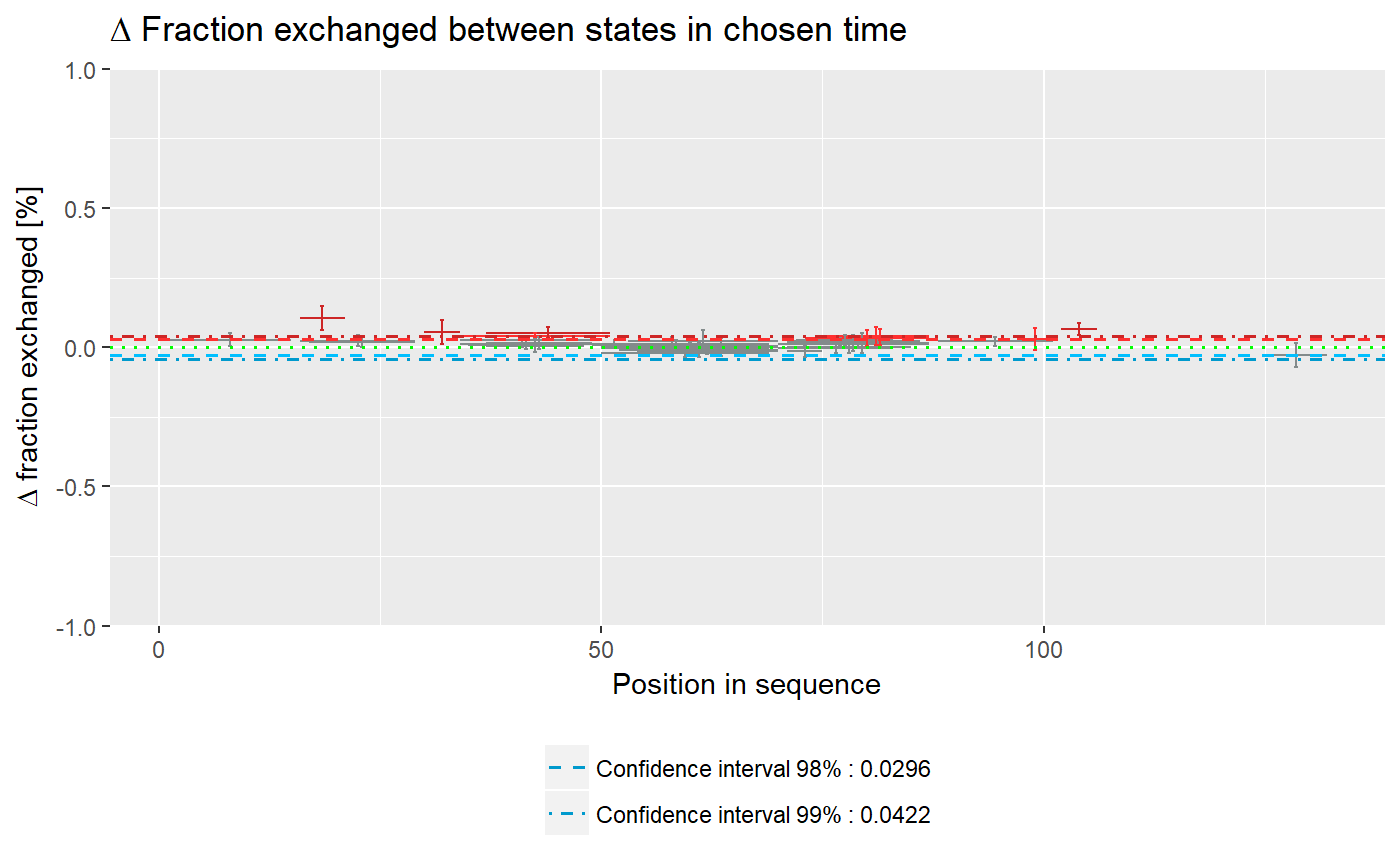 Δ Fraction exchanged between states in chosen time
1.0
0.5
0.0
-0.5
-1.0
Δ fraction exchanged [%]
0 50 100
Position in sequence
Confidence interval 98% : 0.0296
Confidence interval 99% : 0.0422